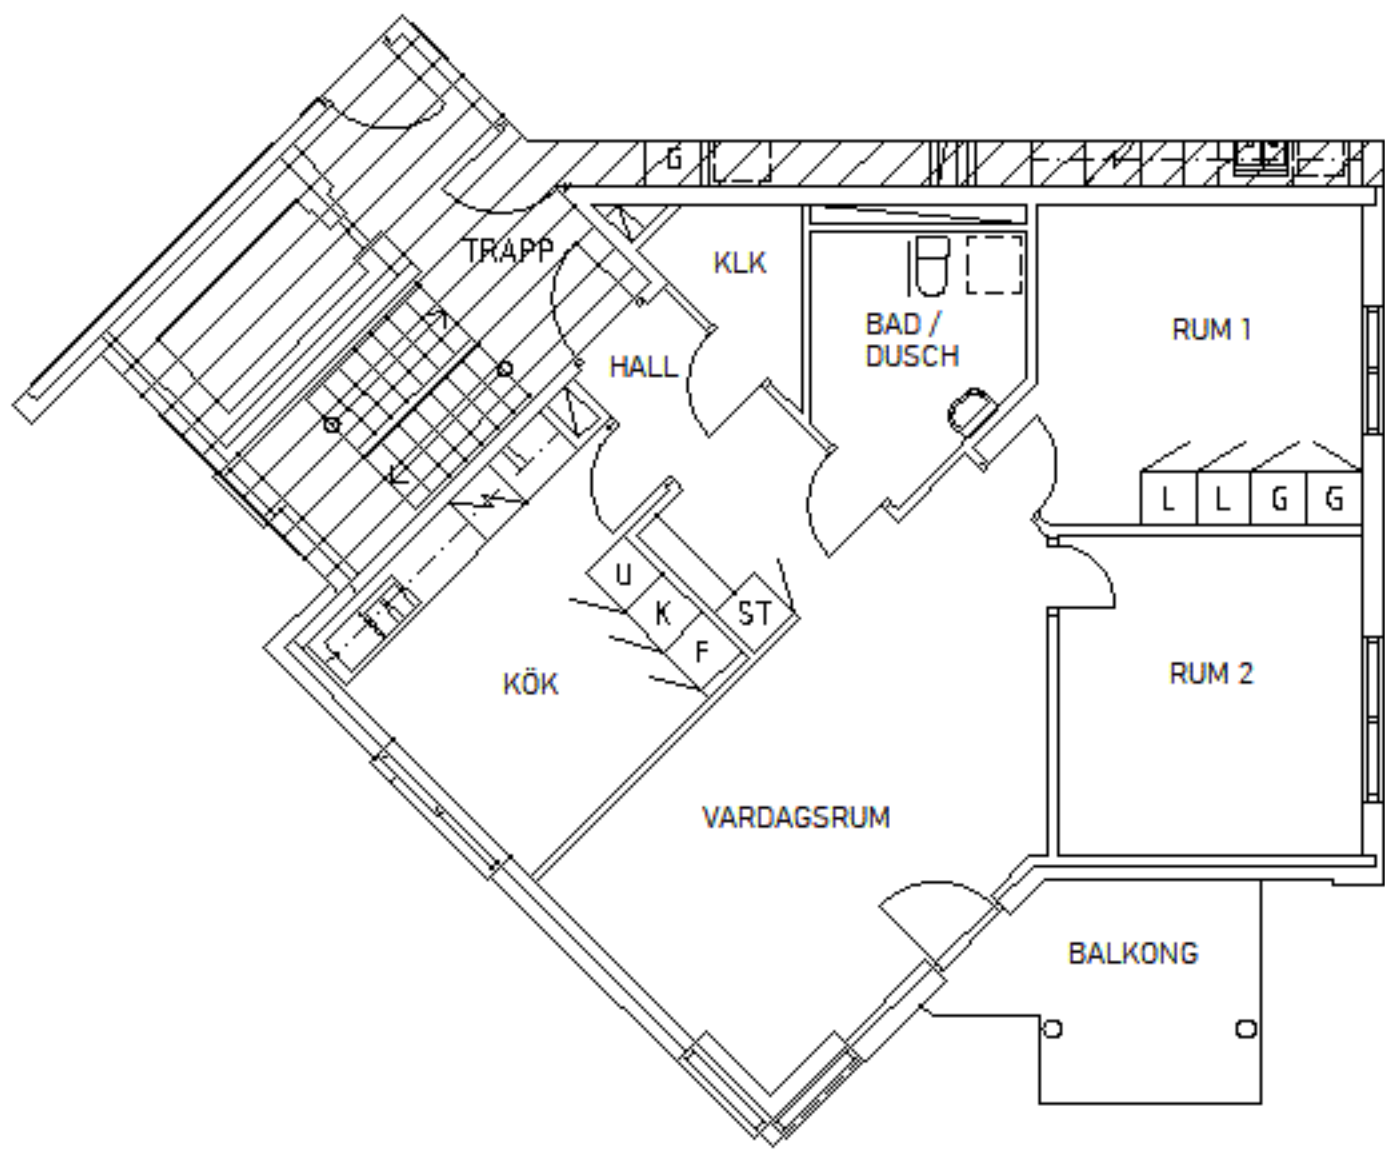 G
TRAPP
KLK
BAD /
DUSCH
RUM 1
HALL
L L G G
U
K
F
ST
KÖK
RUM 2
VARDAGSRUM
BALKONG